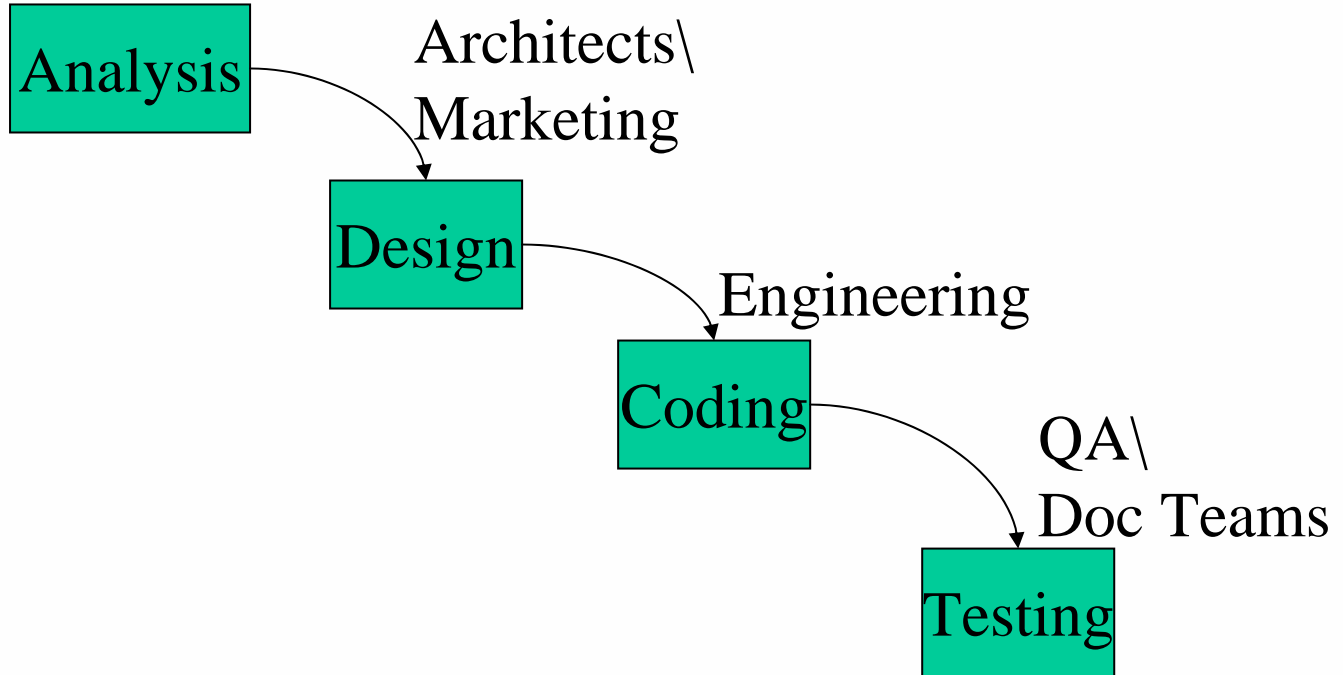 Analysis
Architects\
Marketing
Design
Engineering
Coding
QA\
Doc Teams
Testing